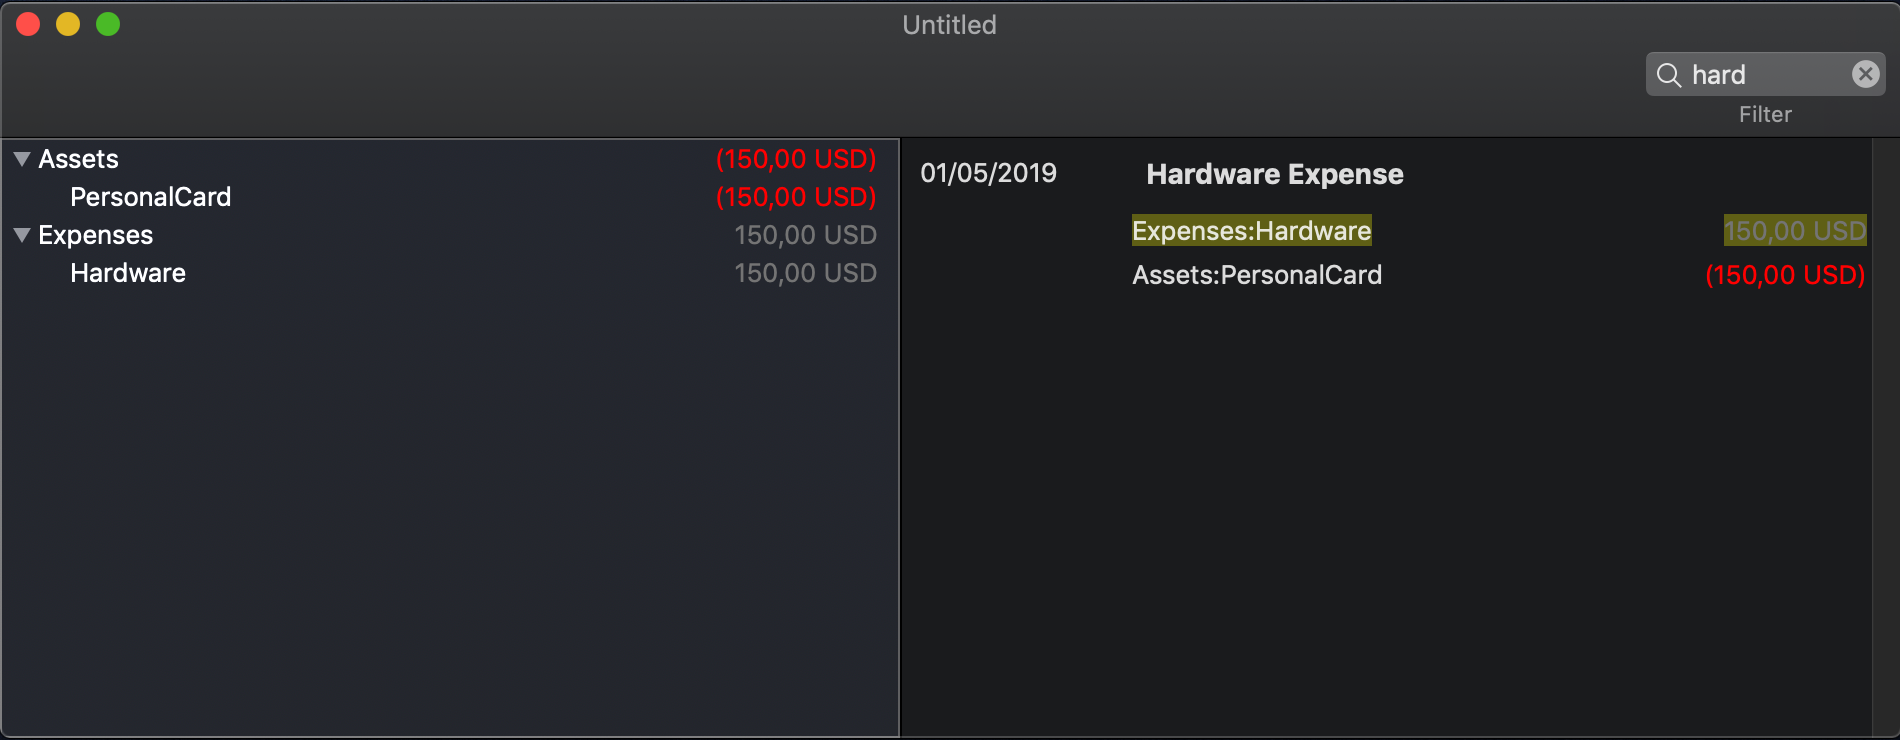 Untitled
hard
Filter
Assets (150,00 USD)
PersonalCard (150,00 USD)
Expenses 150,00 USD
Hardware 150,00 USD
01/05/2019 Hardware Expense
Expenses:Hardware 150,00 USD
Assets:PersonalCard (150,00 USD)